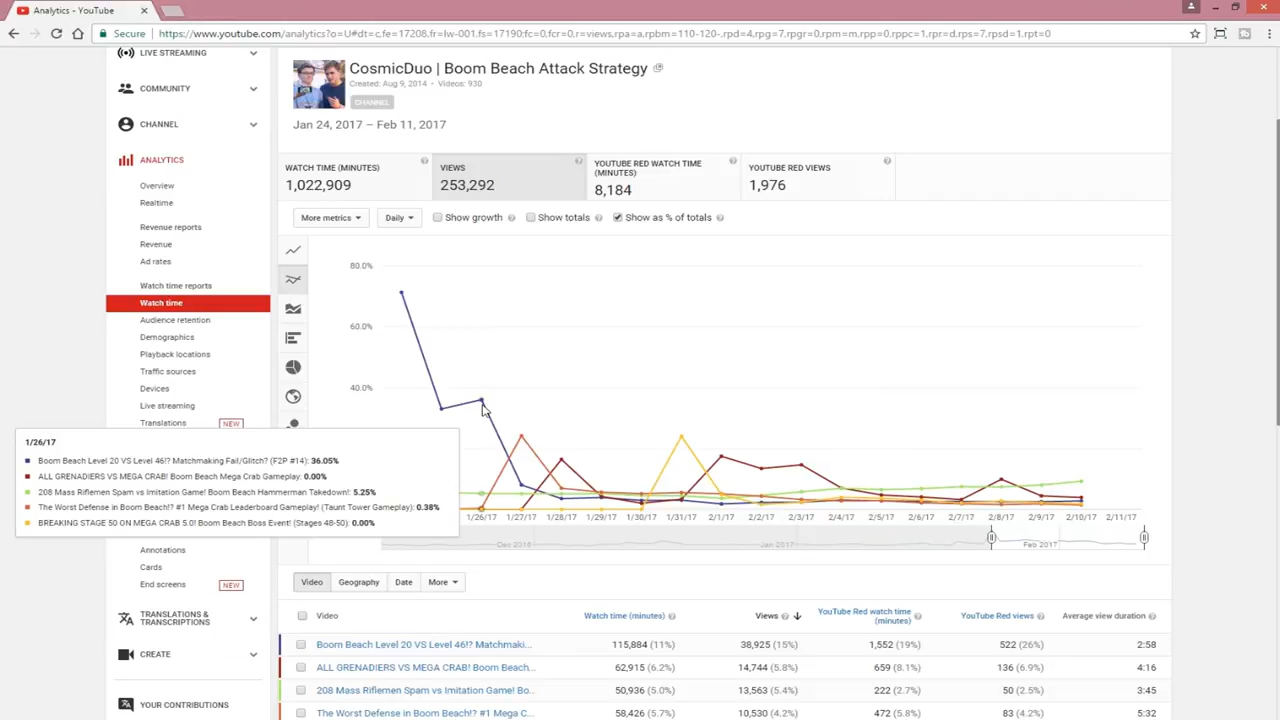 Analytics - YouTube
Secure
https://www.youtube.com/analytics?o=U#dt=c,fe=17208,fr=lw-001,fs=17190;fc=0,fcr=0,r=views,rpa=a,rpbm=110-120-,rpd=4,rpg=7,rpgr=0,rpm=m,rpp=0,rppc=1,rpr=d,rps=7,rpsd=1,rpt=0
LIVE STREAMING
COMMUNITY
CHANNEL
ANALYTICS
Overview
Realtime
Revenue reports
Revenue
Ad rates
Watch time reports
Watch time
Audience retention
Demographics
Playback locations
Traffic sources
Devices
Live streaming
Translations NEW
Annotations
Cards
End screens NEW
TRANSLATIONS &
TRANSCRIPTIONS
CREATE
YOUR CONTRIBUTIONS
CosmicDuo | Boom Beach Attack Strategy
Created: Aug 9, 2014 • Videos: 930
CHANNEL
Jan 24, 2017 – Feb 11, 2017
WATCH TIME (MINUTES)
1,022,909
VIEWS
253,292
YOUTUBE RED WATCH TIME
(MINUTES)
8,184
YOUTUBE RED VIEWS
1,976
More metrics Daily Show growth Show totals Show as % of totals
80.0%
60.0%
40.0%
1/26/17
Boom Beach Level 20 VS Level 46!? Matchmaking Fail/Glitch? (F2P #14): 36.05%
ALL GRENADIERS VS MEGA CRAB! Boom Beach Mega Crab Gameplay: 0.00%
208 Mass Riflemen Spam vs Imitation Game! Boom Beach Hammerman Takedown!: 5.25%
The Worst Defense in Boom Beach!? #1 Mega Crab Leaderboard Gameplay! (Taunt Tower Gameplay): 0.38%
BREAKING STAGE 50 ON MEGA CRAB 5.0! Boom Beach Boss Event! (Stages 48-50): 0.00%
1/26/17 1/27/17 1/28/17 1/29/17 1/30/17 1/31/17 2/1/17 2/2/17 2/3/17 2/4/17 2/5/17 2/6/17 2/7/17 2/8/17 2/9/17 2/10/17 2/11/17
Dec 2016 Jan 2017 Feb 2017
Video Geography Date More
Video Watch time (minutes) Views YouTube Red watch time (minutes) YouTube Red views Average view duration
Boom Beach Level 20 VS Level 46!? Matchmaki... 115,884 (11%) 38,925 (15%) 1,552 (19%) 522 (26%) 2:58
ALL GRENADIERS VS MEGA CRAB! Boom Beach... 62,915 (6.2%) 14,744 (5.8%) 659 (8.1%) 136 (6.9%) 4:16
208 Mass Riflemen Spam vs Imitation Game! Bo... 50,936 (5.0%) 13,563 (5.4%) 222 (2.7%) 50 (2.5%) 3:45
The Worst Defense in Boom Beach!? #1 Mega C... 58,426 (5.7%) 10,530 (4.2%) 472 (5.8%) 83 (4.2%) 5:32